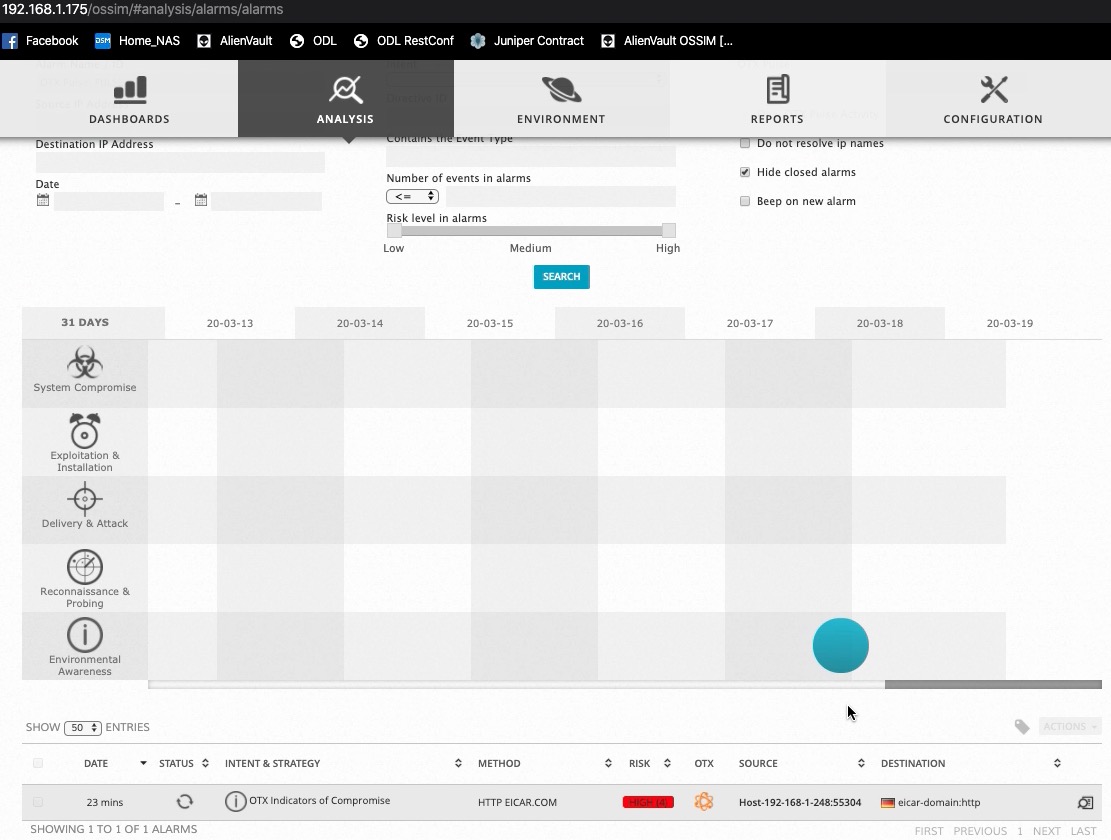 192.168.1.175/ossim/#analysis/alarms/alarms
Facebook DSM Home_NAS AlienVault ODL ODL RestConf Juniper Contract AlienVault OSSIM [...
DASHBOARDS ANALYSIS ENVIRONMENT REPORTS CONFIGURATION
Destination IP Address Contains the Event Type Do not resolve ip names
Number of events in alarms Hide closed alarms
Date
– <= Beep on new alarm
Risk level in alarms
Low Medium High
SEARCH
31 DAYS 20-03-13 20-03-14 20-03-15 20-03-16 20-03-17 20-03-18 20-03-19
System Compromise
Exploitation &
Installation
Delivery & Attack
Reconnaissance &
Probing
Environmental
Awareness
SHOW 50 ENTRIES ACTIONS
DATE STATUS INTENT & STRATEGY METHOD RISK OTX SOURCE DESTINATION
23 mins OTX Indicators of Compromise HTTP EICAR.COM HIGH (4) Host-192-168-1-248:55304 eicar-domain:http
SHOWING 1 TO 1 OF 1 ALARMS FIRST PREVIOUS 1 NEXT LAST